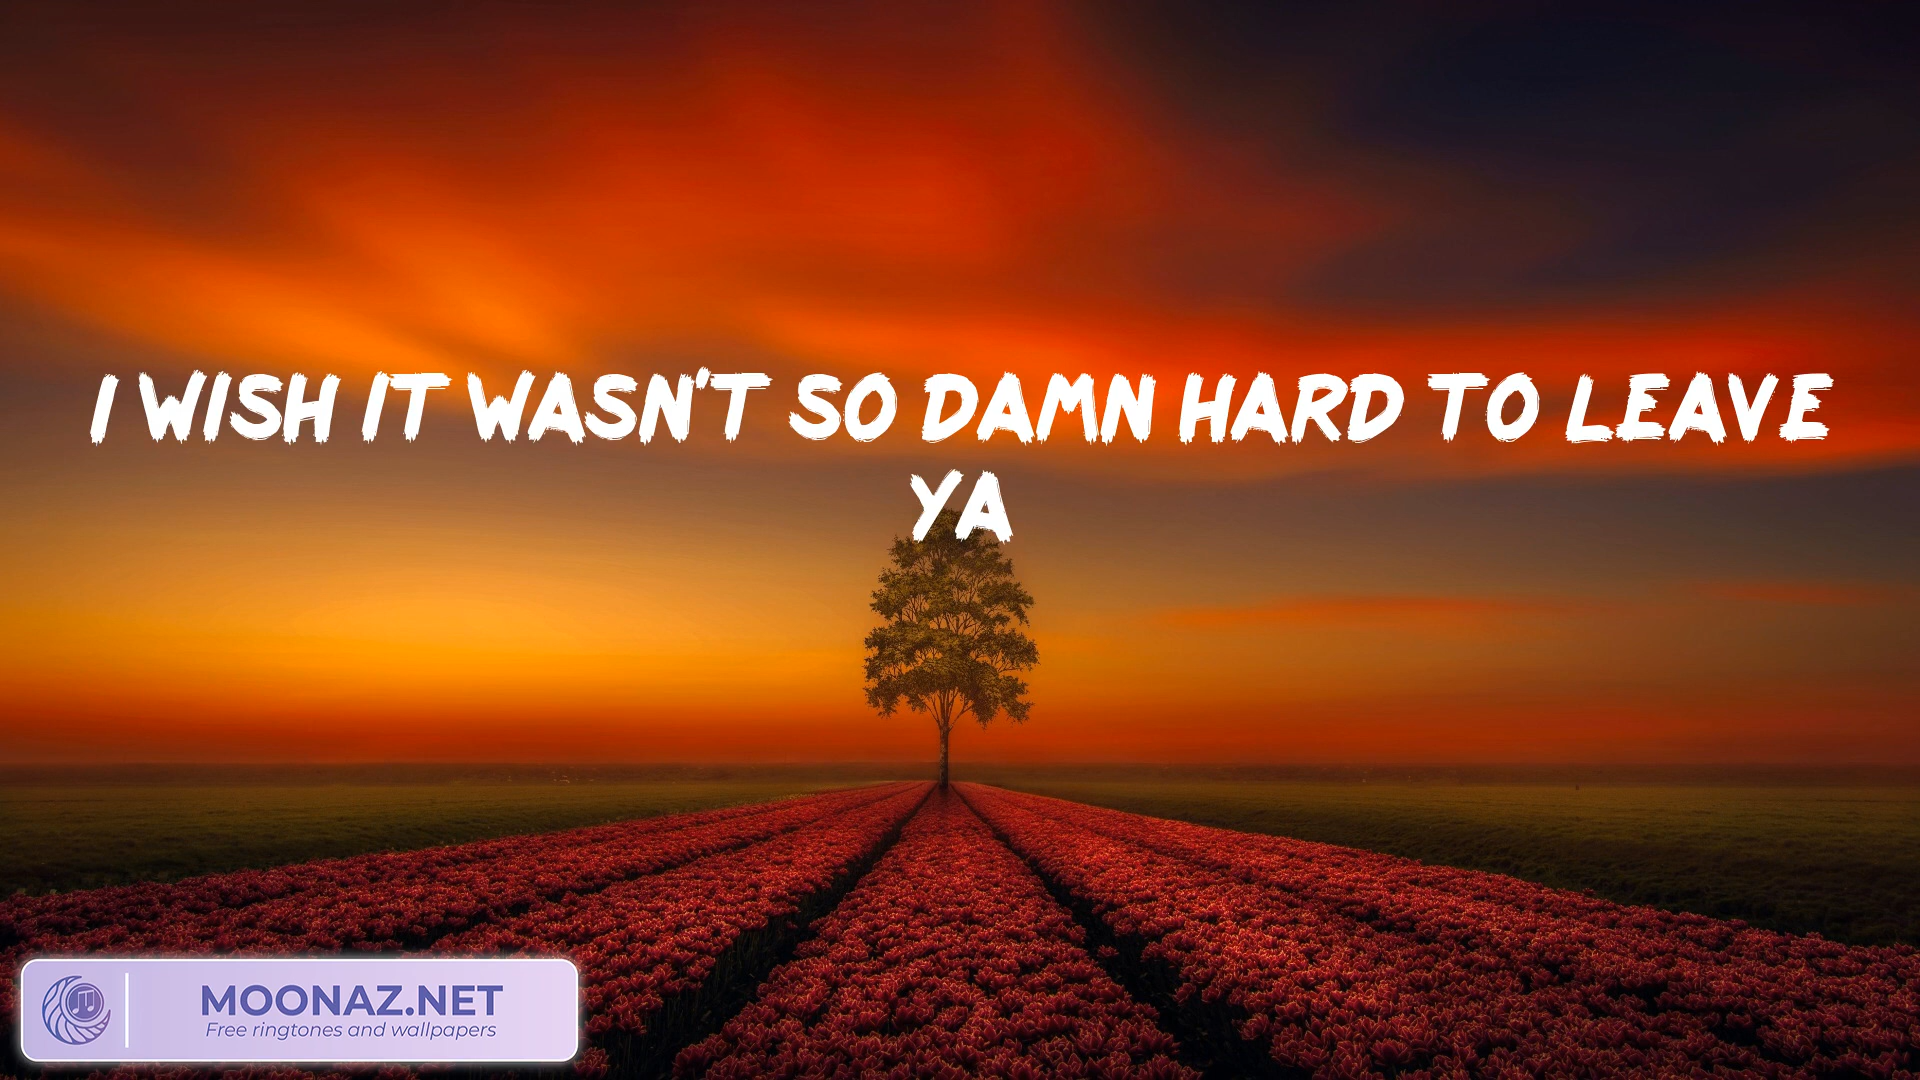 I WISH IT WASN'T SO DAMN HARD TO LEAVE
YA
MOONAZ.NET
Free ringtones and wallpapers